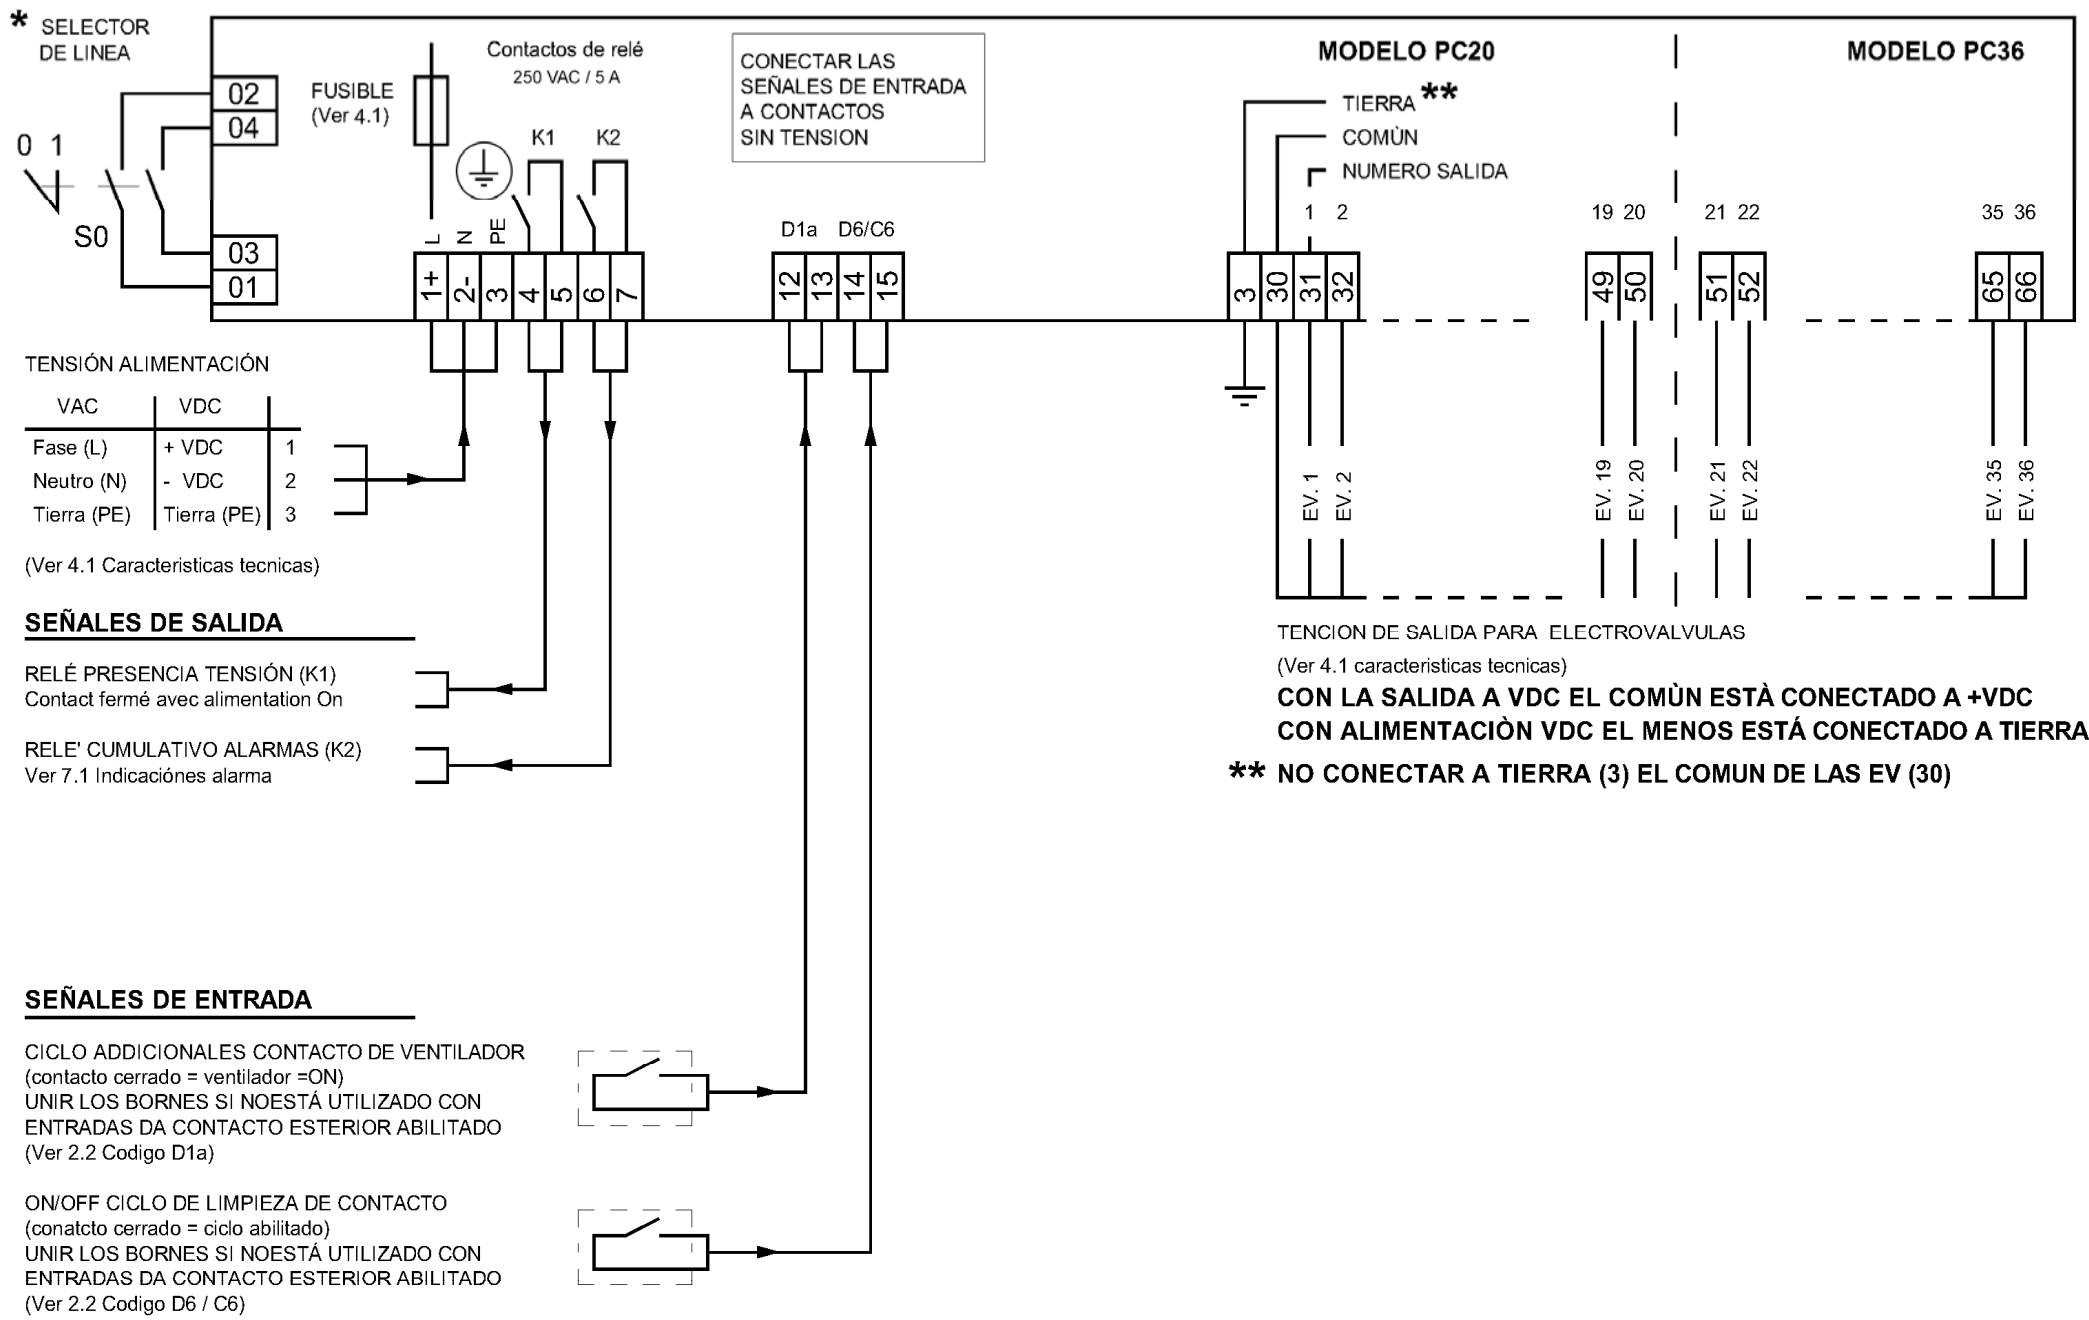 * SELECTOR
DE LINEA
02
04
0 1
S0
03
01
FUSIBLE
(Ver 4.1)
Contactos de relé
250 VAC / 5 A
K1 K2
L N PE
1+ 2- 3 4 5 6 7
CONECTAR LAS
SEÑALES DE ENTRADA
A CONTACTOS
SIN TENSION
D1a D6/C6
12 13 14 15
MODELO PC20
MODELO PC36
TIERRA **
COMÙN
NUMERO SALIDA
1 2 19 20 21 22 35 36
3 30 31 32 49 50 51 52 65 66
EV. 1 EV. 2 EV. 19 EV. 20 EV. 21 EV. 22 EV. 35 EV. 36
TENSIÓN ALIMENTACIÓN
VAC VDC
Fase (L) + VDC 1
Neutro (N) - VDC 2
Tierra (PE) Tierra (PE) 3
(Ver 4.1 Caracteristicas tecnicas)
SEÑALES DE SALIDA
RELÉ PRESENCIA TENSIÓN (K1)
Contact fermé avec alimentation On
RELE' CUMULATIVO ALARMAS (K2)
Ver 7.1 Indicaciónes alarma
TENCION DE SALIDA PARA ELECTROVALVULAS
(Ver 4.1 caracteristicas tecnicas)
CON LA SALIDA A VDC EL COMÙN ESTÀ CONECTADO A +VDC
CON ALIMENTACIÒN VDC EL MENOS ESTÁ CONECTADO A TIERRA
** NO CONECTAR A TIERRA (3) EL COMUN DE LAS EV (30)
SEÑALES DE ENTRADA
CICLO ADDICIONALES CONTACTO DE VENTILADOR
(contacto cerrado = ventilador =ON)
UNIR LOS BORNES SI NOESTÁ UTILIZADO CON
ENTRADAS DA CONTACTO ESTERIOR ABILITADO
(Ver 2.2 Codigo D1a)
ON/OFF CICLO DE LIMPIEZA DE CONTACTO
(conatcto cerrado = ciclo abilitado)
UNIR LOS BORNES SI NOESTÁ UTILIZADO CON
ENTRADAS DA CONTACTO ESTERIOR ABILITADO
(Ver 2.2 Codigo D6 / C6)